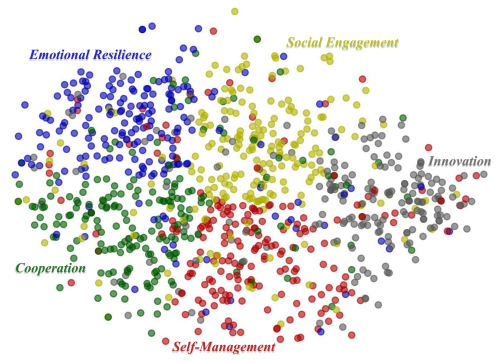 Social Engagement
Emotional Resilience
Innovation
Cooperation
Self-Management